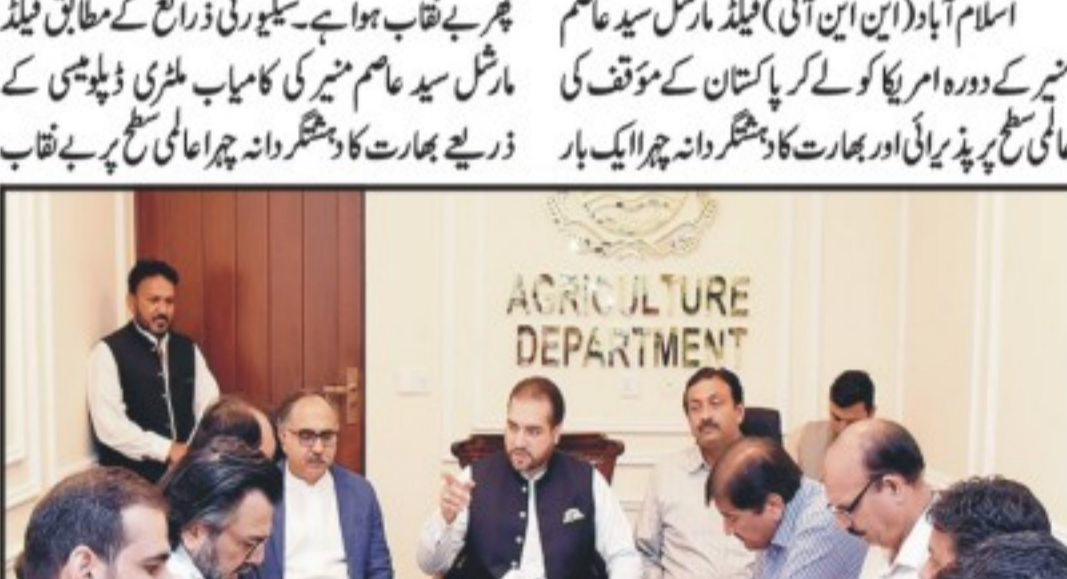 اسلام آباد (این این آئی) فیلڈ مارشل سید عاصم
منیر کے دورہ امریکا کو لے کر پاکستان کے مؤقف کی
عالمی سطح پر پذیرائی اور بھارت کا دہشتگردانہ چہرا ایک بار
پھر بے نقاب ہوا ہے۔ سیکیورٹی ذرائع کے مطابق فیلڈ
مارشل سید عاصم منیر کی کامیاب ملٹری ڈپلومیسی کے
ذریعے بھارت کا دہشتگردانہ چہرا عالمی سطح پر بے نقاب
AGRICULTURE
DEPARTMENT